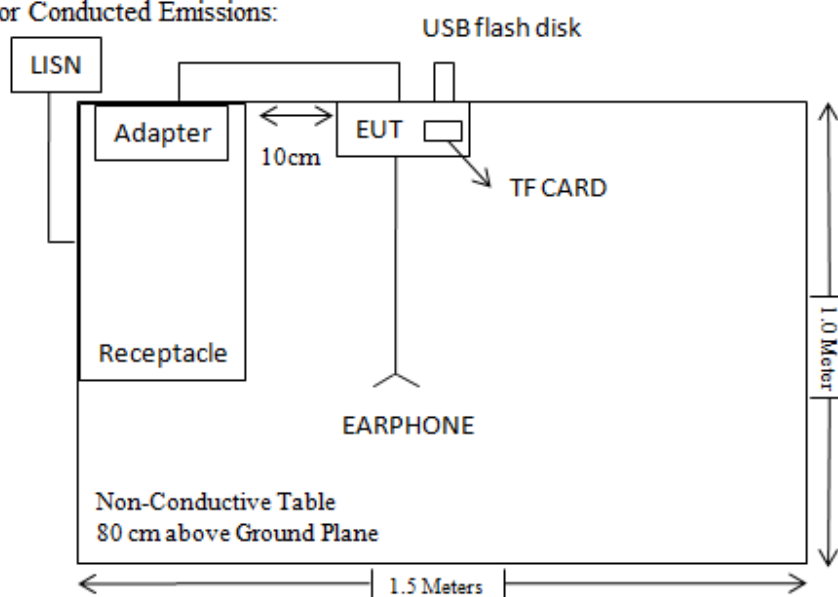 or Conducted Emissions:
USB flash disk
LISN
Adapter
EUT
10cm
TF CARD
1.0 Meter
Receptacle
EARPHONE
Non-Conductive Table
80 cm above Ground Plane
1.5 Meters